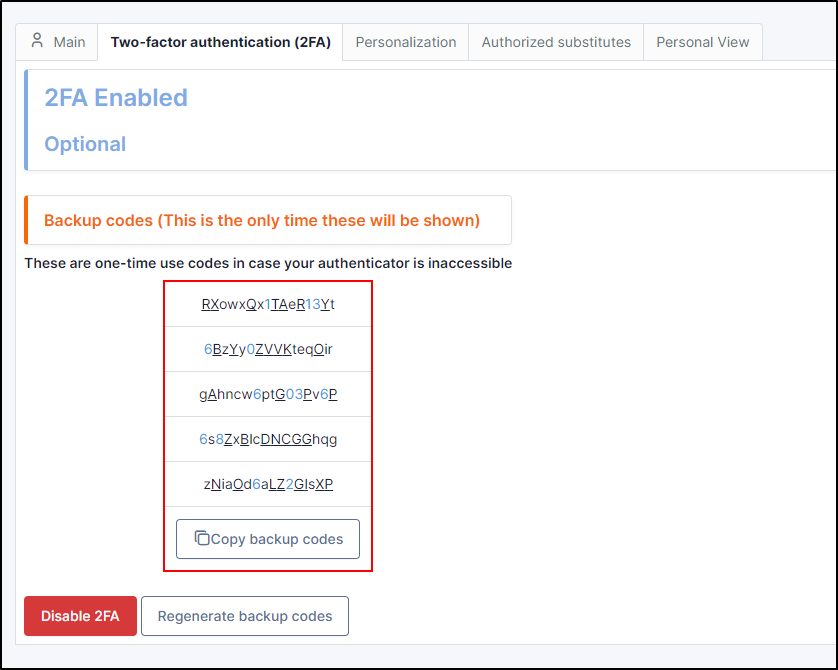 Main Two-factor authentication (2FA) Personalization Authorized substitutes Personal View
2FA Enabled
Optional
Backup codes (This is the only time these will be shown)
These are one-time use codes in case your authenticator is inaccessible
RXowxQx1TAeR13Yt
6BzYy0ZVVKteqOir
gAhncw6ptG03Pv6P
6s8ZxBIcDNCGGhqg
zNiaOd6aLZ2GIsXP
Copy backup codes
Disable 2FA Regenerate backup codes